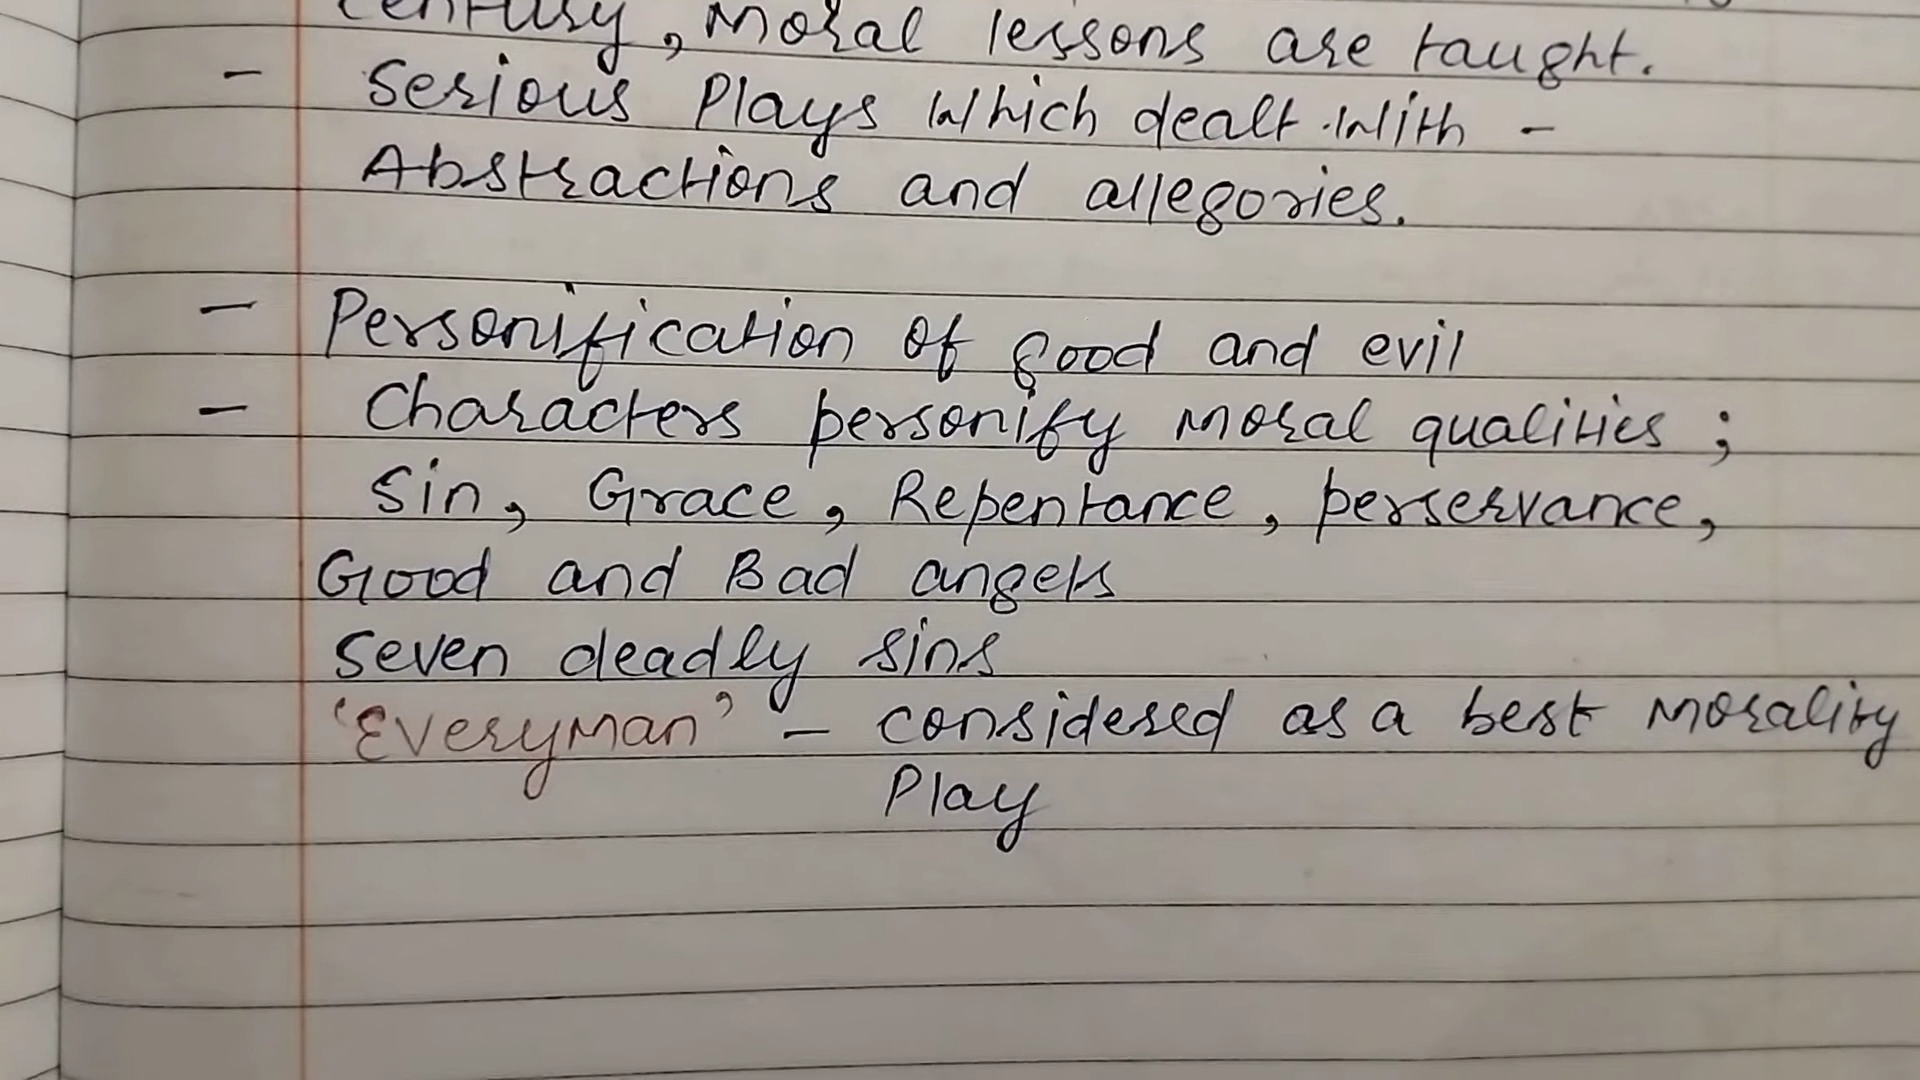 century, Moral lessons are taught.
- Serious Plays Which dealt With -
Abstractions and allegories.
- Personification of good and evil
- Characters personify moral qualities ;
Sin, Grace, Repentance, perservance,
Good and Bad angels
Seven deadly sins
'Everyman' - considered as a best Morality
Play